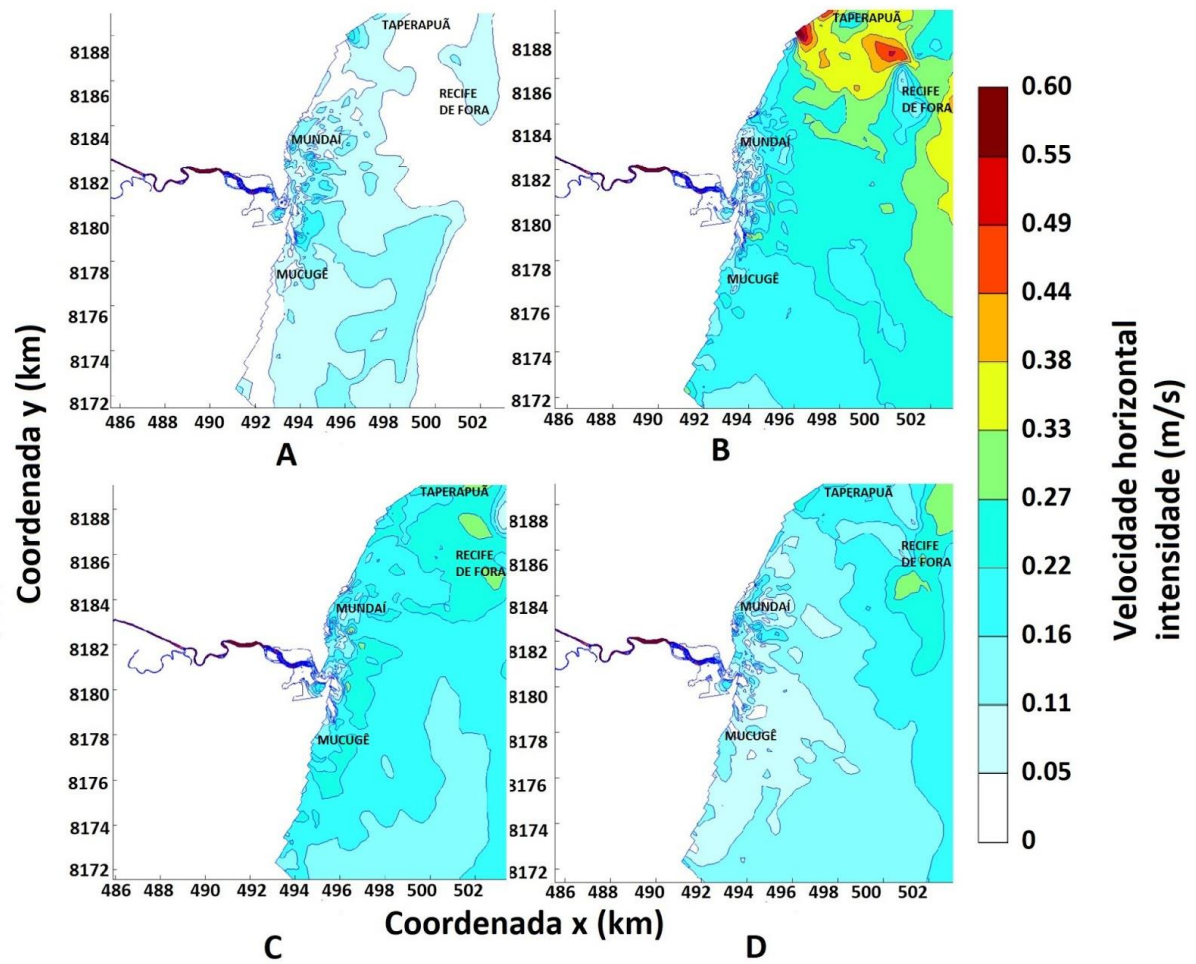 TAPERAPUÃ
8188
8186
RECIFE
DE FORA
8184
MUNDAÍ
8182
8180
8178
MUCUGÊ
8176
8174
8172
486 488 490 491 492 494 496 498 500 502
A
TAPERAPUÃ
8188
8186
RECIFE
DE FORA
8184
MUNDAÍ
8182
8180
8178
MUCUGÊ
8176
8174
8172
486 488 490 491 492 494 496 498 500 502
B
TAPERAPUÃ
8188
8186
RECIFE
DE FORA
8184
MUNDAÍ
8182
8180
8178
MUCUGÊ
8176
8174
8172
486 488 490 491 492 494 496 498 500 502
C
TAPERAPUÃ
8188
8186
RECIFE
DE FORA
8184
MUNDAÍ
8182
8180
8178
MUCUGÊ
8176
8174
8172
486 488 490 491 492 494 496 498 500 502
D
Coordenada y (km)
Coordenada x (km)
0.60
0.55
0.49
0.44
0.38
0.33
0.27
0.22
0.16
0.11
0.05
0
Velocidade horizontal
intensidade (m/s)